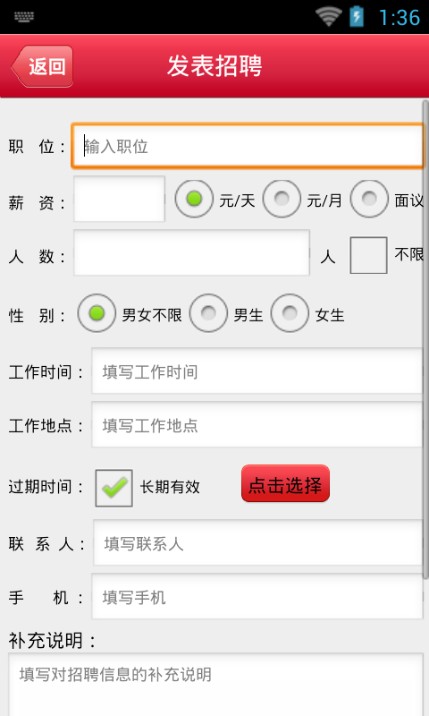 1:36
返回 发表招聘
职 位： 输入职位
薪 资： 元/天 元/月 面议
人 数： 人 不限
性 别： 男女不限 男生 女生
工作时间： 填写工作时间
工作地点： 填写工作地点
过期时间： 长期有效 点击选择
联 系 人： 填写联系人
手 机： 填写手机
补充说明：
填写对招聘信息的补充说明